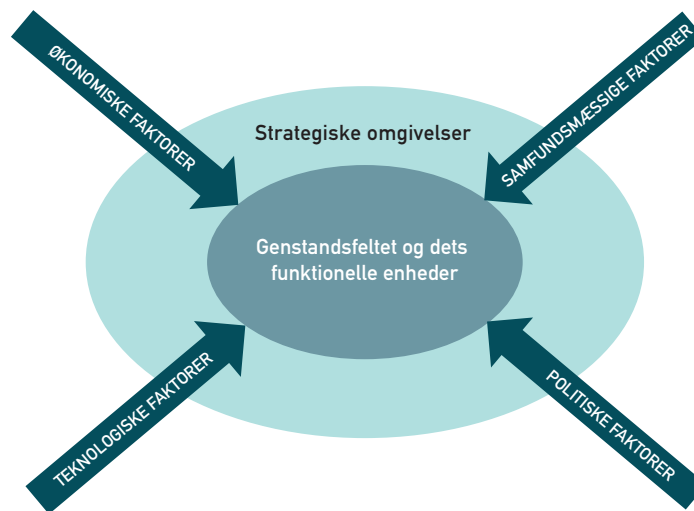 ØKONOMISKE FAKTORER
SAMFUNDSMÆSSIGE FAKTORER
Strategiske omgivelser
Genstandsfeltet og dets
funktionelle enheder
TEKNOLOGISKE FAKTORER
POLITISKE FAKTORER